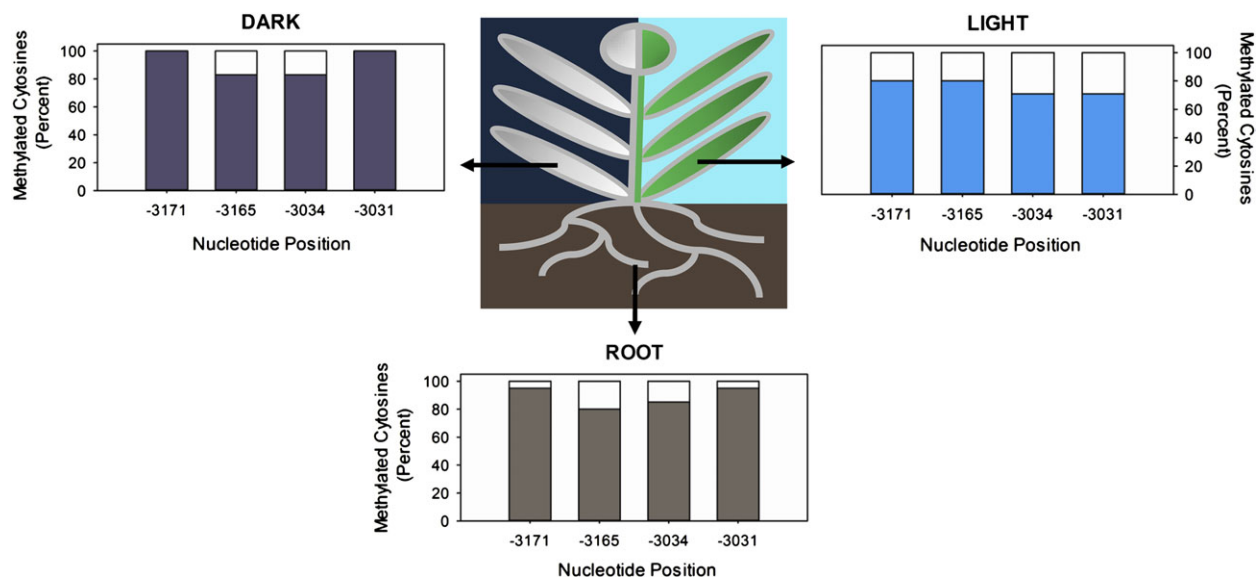 DARK
Methylated Cytosines
(Percent)
100
80
60
40
20
0
-3171 -3165 -3034 -3031
Nucleotide Position
LIGHT
100
80
60
40
20
0
Methylated Cytosines
(Percent)
-3171 -3165 -3034 -3031
Nucleotide Position
ROOT
Methylated Cytosines
(Percent)
100
80
60
40
20
0
-3171 -3165 -3034 -3031
Nucleotide Position